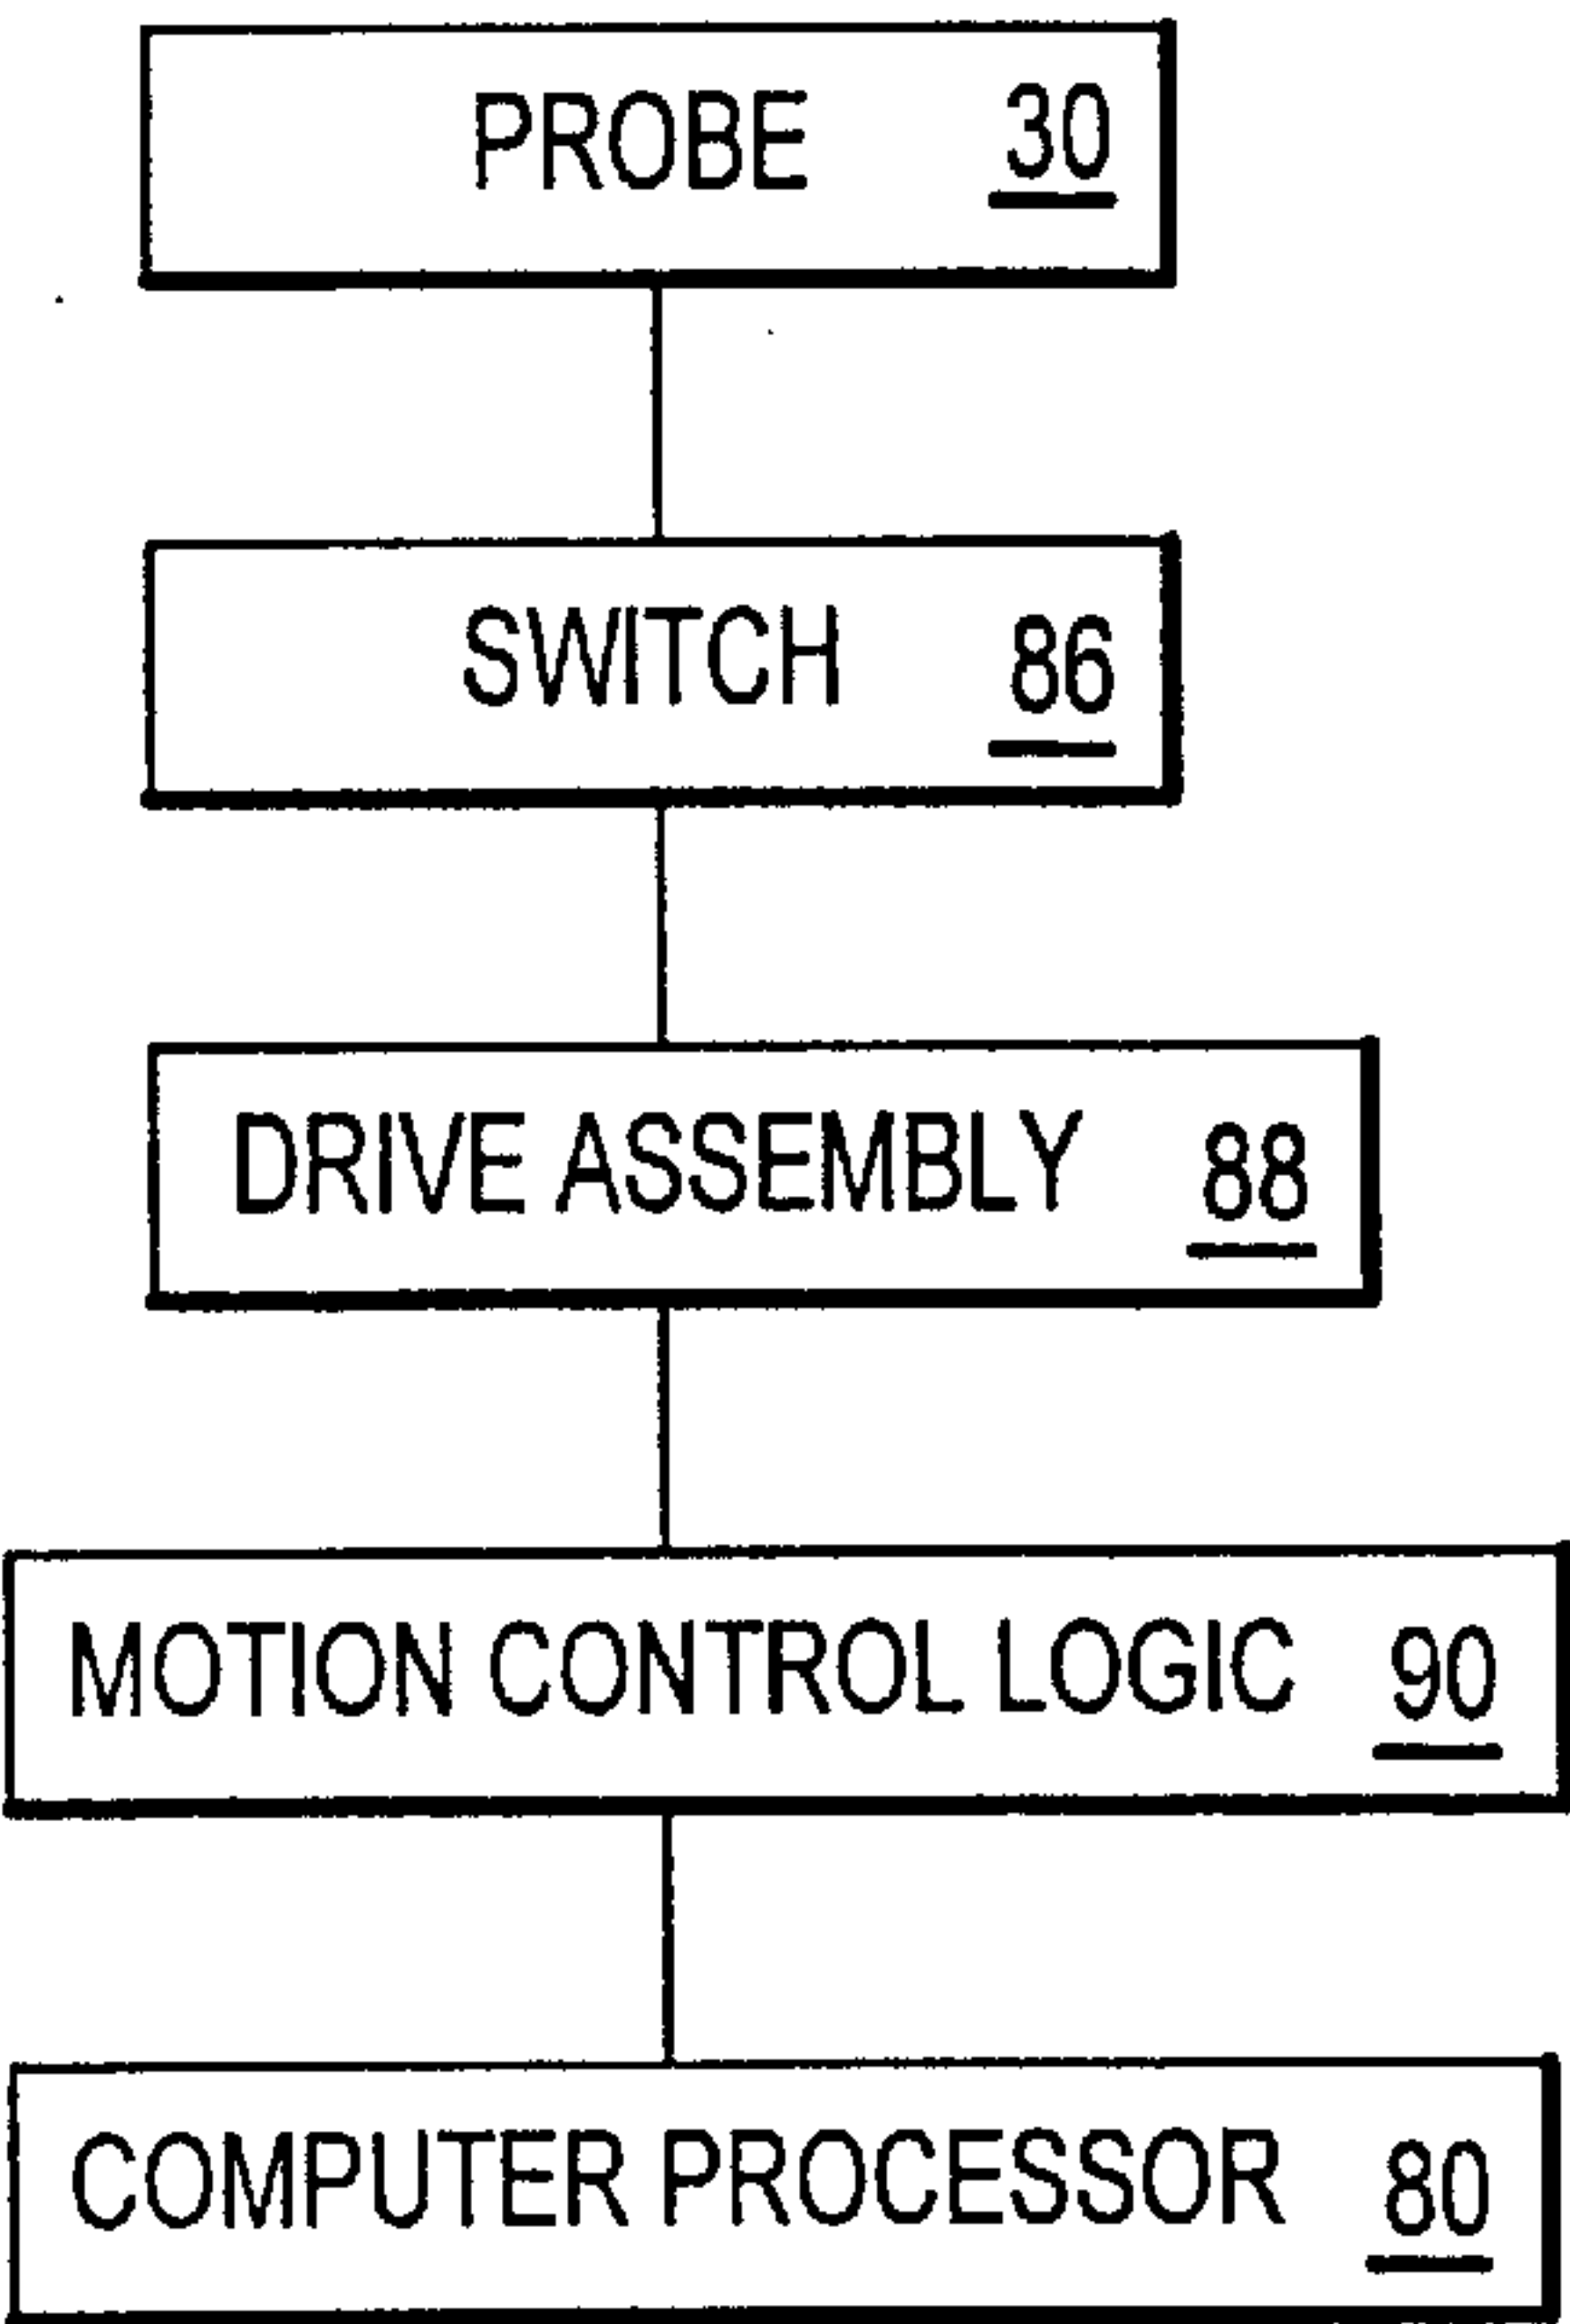 PROBE 30
SWITCH 86
DRIVE ASSEMBLY 88
MOTION CONTROL LOGIC 90
COMPUTER PROCESSOR 80